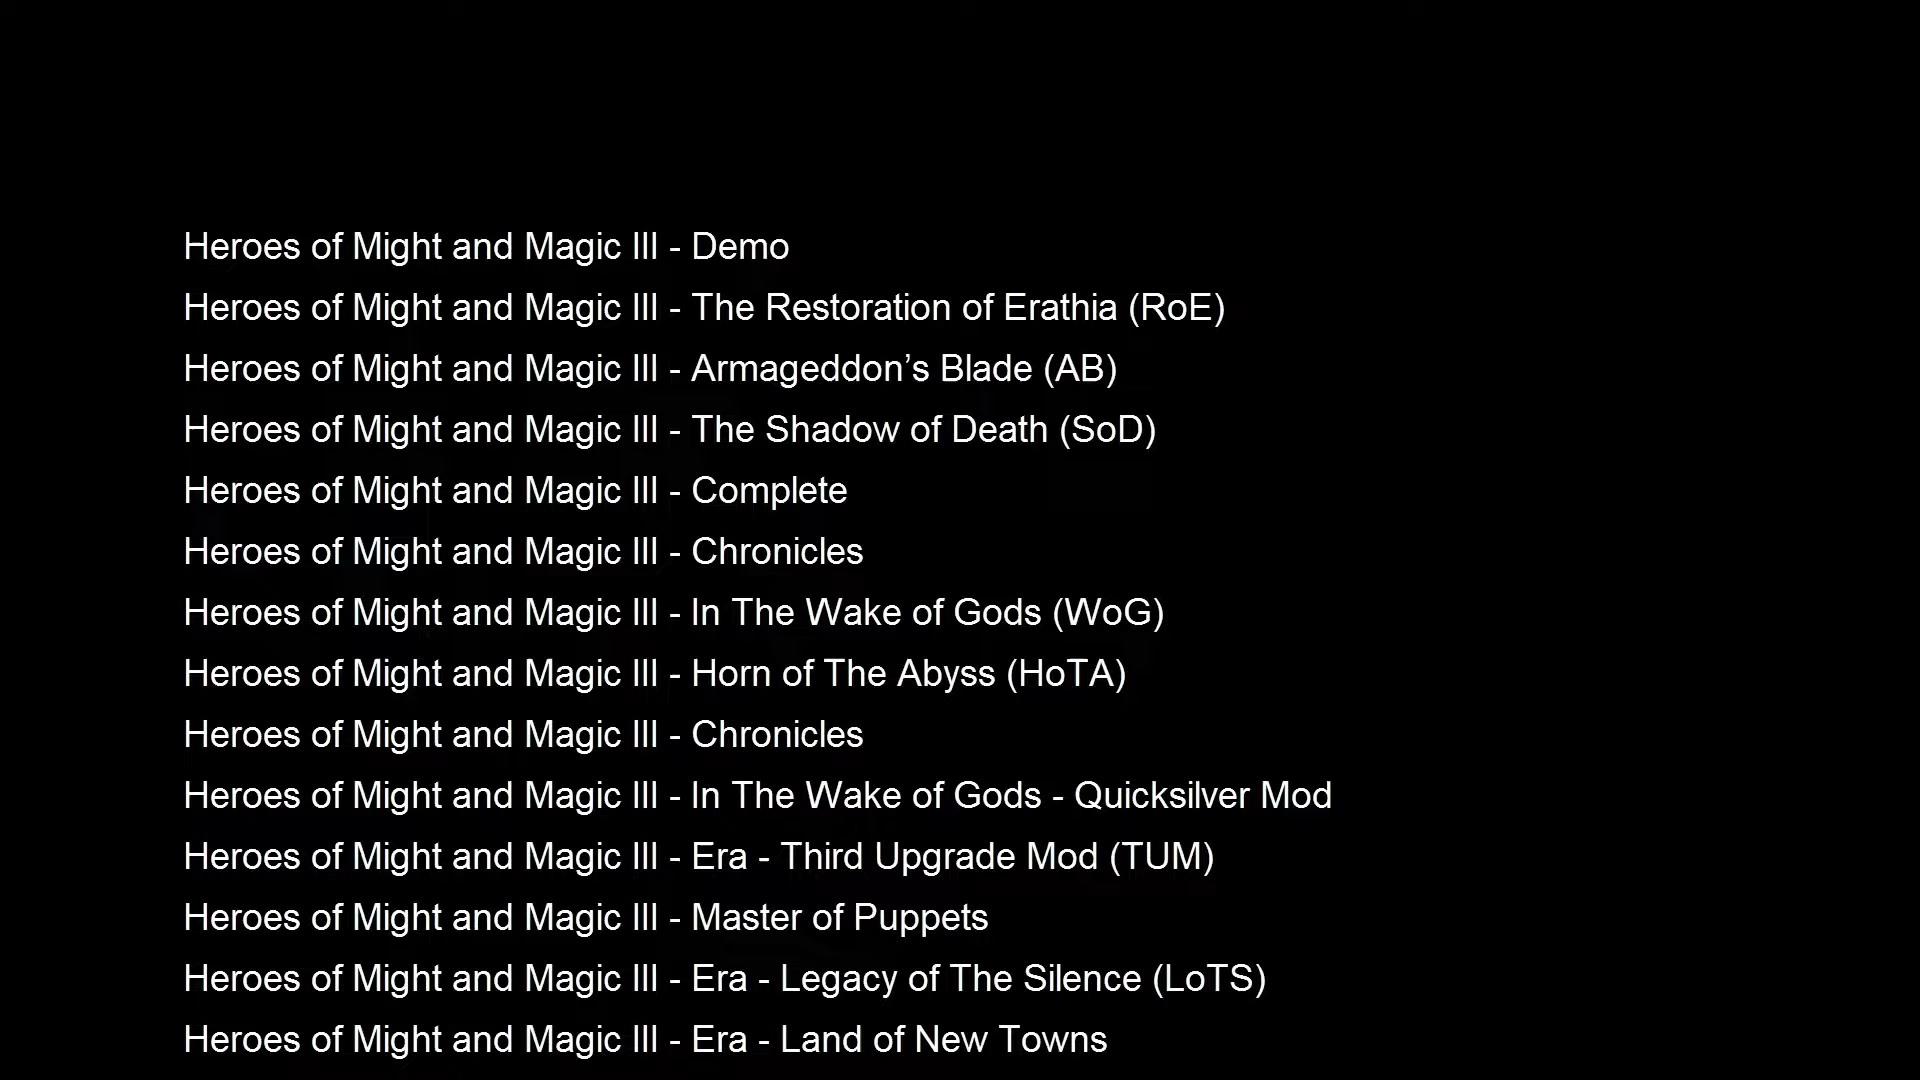 Heroes of Might and Magic III - Demo
Heroes of Might and Magic III - The Restoration of Erathia (RoE)
Heroes of Might and Magic III - Armageddon’s Blade (AB)
Heroes of Might and Magic III - The Shadow of Death (SoD)
Heroes of Might and Magic III - Complete
Heroes of Might and Magic III - Chronicles
Heroes of Might and Magic III - In The Wake of Gods (WoG)
Heroes of Might and Magic III - Horn of The Abyss (HoTA)
Heroes of Might and Magic III - Chronicles
Heroes of Might and Magic III - In The Wake of Gods - Quicksilver Mod
Heroes of Might and Magic III - Era - Third Upgrade Mod (TUM)
Heroes of Might and Magic III - Master of Puppets
Heroes of Might and Magic III - Era - Legacy of The Silence (LoTS)
Heroes of Might and Magic III - Era - Land of New Towns